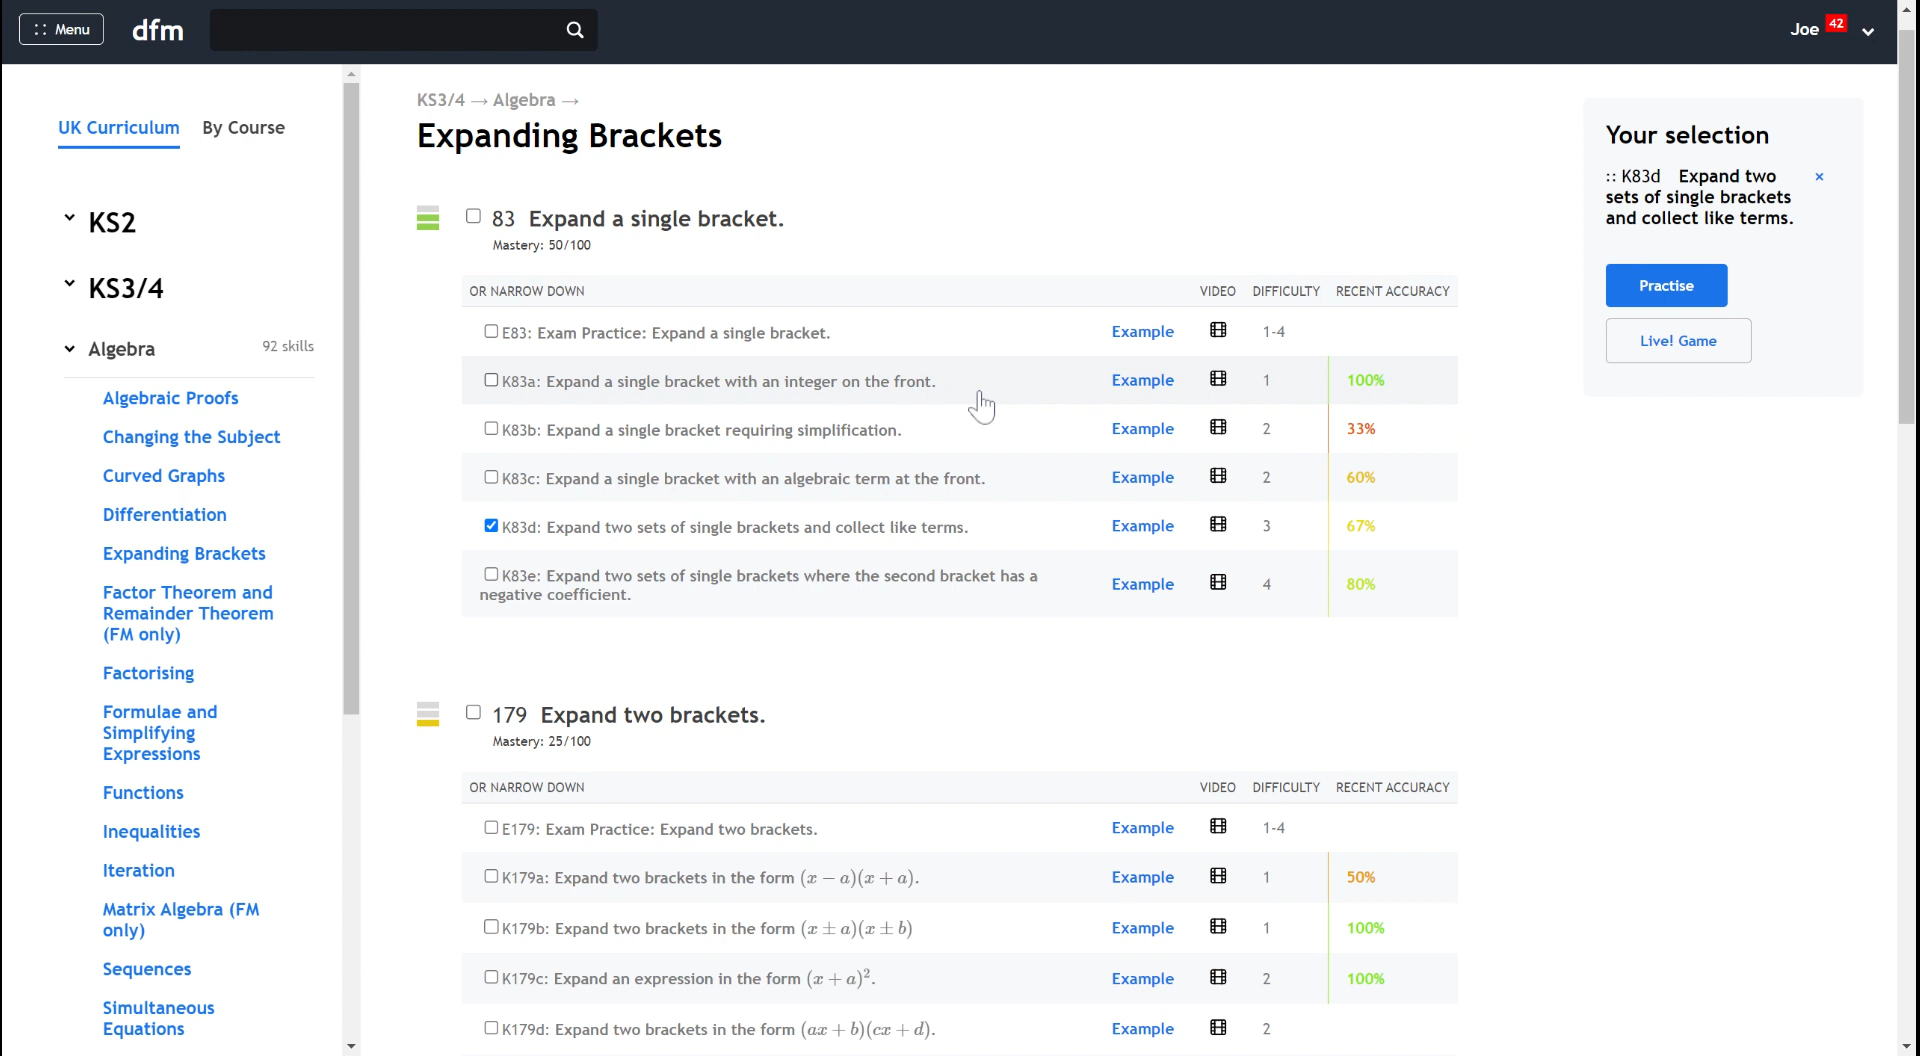 :: Menu
dfm
Joe 42
UK Curriculum By Course
KS2
KS3/4
Algebra 92 skills
Algebraic Proofs
Changing the Subject
Curved Graphs
Differentiation
Expanding Brackets
Factor Theorem and
Remainder Theorem
(FM only)
Factorising
Formulae and
Simplifying
Expressions
Functions
Inequalities
Iteration
Matrix Algebra (FM
only)
Sequences
Simultaneous
Equations
KS3/4 → Algebra →
Expanding Brackets
83 Expand a single bracket.
Mastery: 50/100
OR NARROW DOWN VIDEO DIFFICULTY RECENT ACCURACY
E83: Exam Practice: Expand a single bracket. Example 1-4
K83a: Expand a single bracket with an integer on the front. Example 1 100%
K83b: Expand a single bracket requiring simplification. Example 2 33%
K83c: Expand a single bracket with an algebraic term at the front. Example 2 60%
K83d: Expand two sets of single brackets and collect like terms. Example 3 67%
K83e: Expand two sets of single brackets where the second bracket has a
negative coefficient. Example 4 80%
179 Expand two brackets.
Mastery: 25/100
OR NARROW DOWN VIDEO DIFFICULTY RECENT ACCURACY
E179: Exam Practice: Expand two brackets. Example 1-4
K179a: Expand two brackets in the form (x − a)(x + a). Example 1 50%
K179b: Expand two brackets in the form (x ± a)(x ± b) Example 1 100%
K179c: Expand an expression in the form (x + a)². Example 2 100%
K179d: Expand two brackets in the form (ax + b)(cx + d). Example 2
Your selection
:: K83d Expand two ×
sets of single brackets
and collect like terms.
Practise
Live! Game